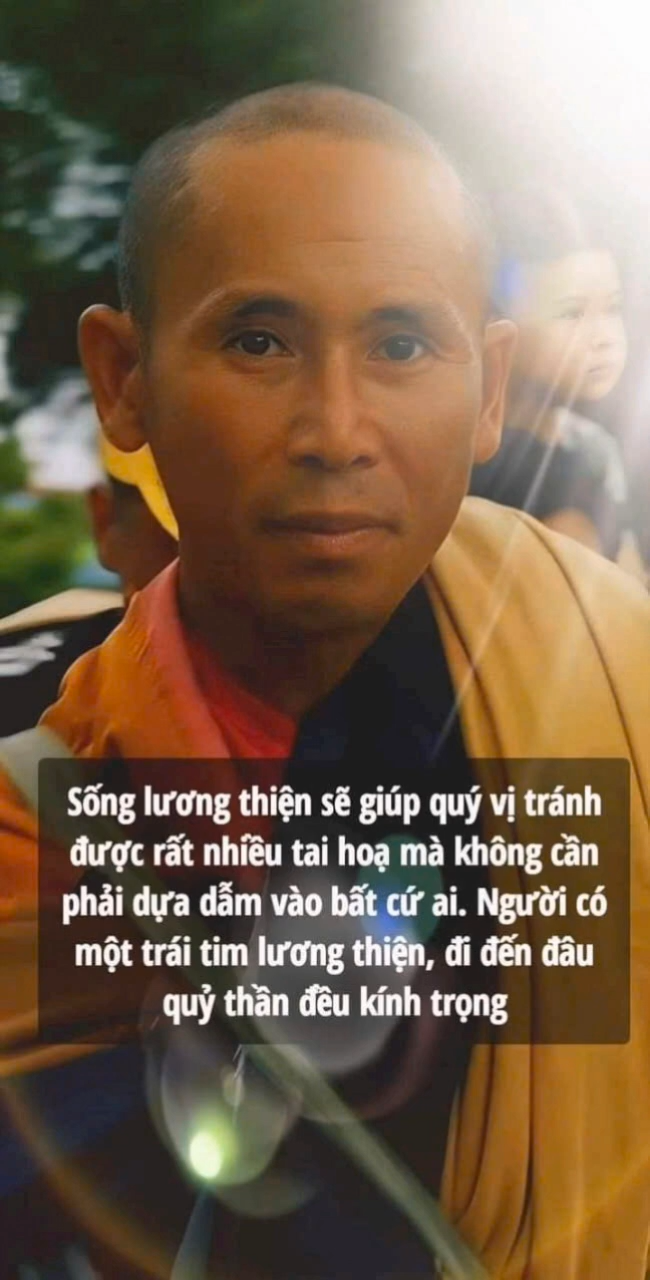 Sống lương thiện sẽ giúp quý vị tránh
được rất nhiều tai hoạ mà không cần
phải dựa dẫm vào bất cứ ai. Người có
một trái tim lương thiện, đi đến đâu
quỷ thần đều kính trọng